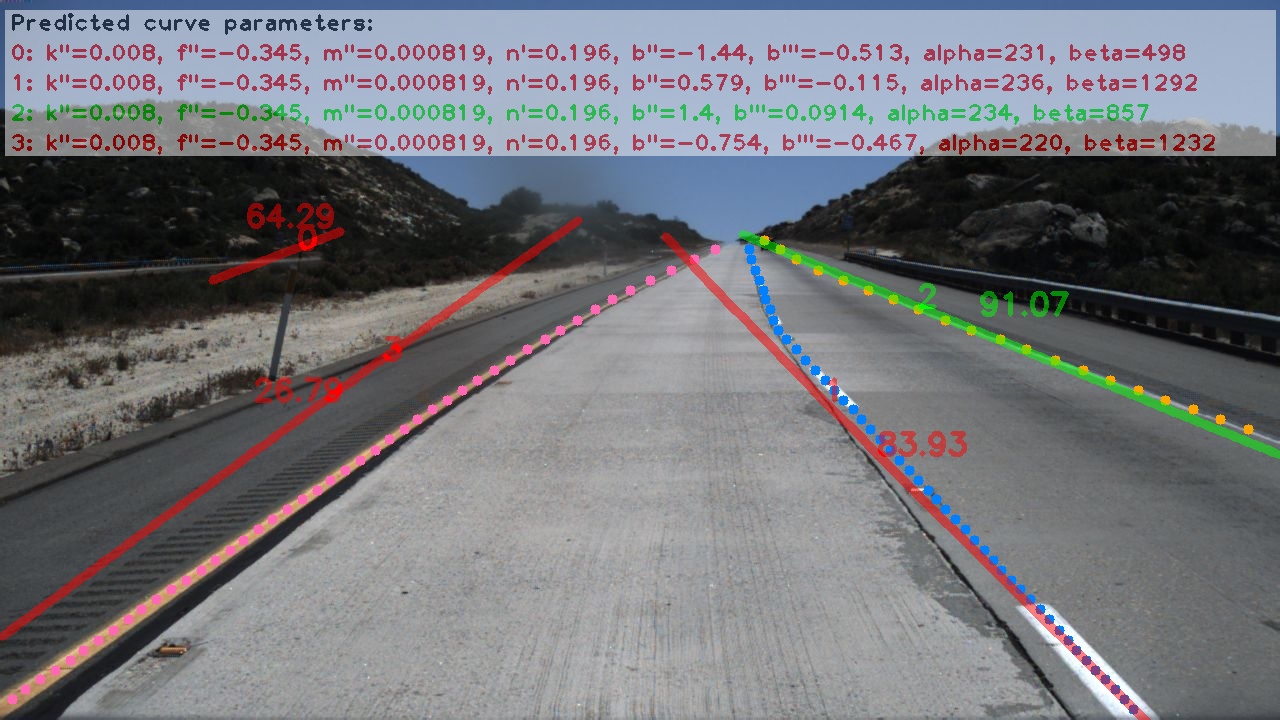 Predicted curve parameters:
0: k''=0.008, f''=−0.345, m''=0.000819, n'=0.196, b''=−1.44, b'''=−0.513, alpha=231, beta=498
1: k''=0.008, f''=−0.345, m''=0.000819, n'=0.196, b''=0.579, b'''=−0.115, alpha=236, beta=1292
2: k''=0.008, f''=−0.345, m''=0.000819, n'=0.196, b''=1.4, b'''=0.0914, alpha=234, beta=857
3: k''=0.008, f''=−0.345, m''=0.000819, n'=0.196, b''=−0.754, b'''=−0.467, alpha=220, beta=1232
64.29
0
2 91.07
3
26.79
83.93